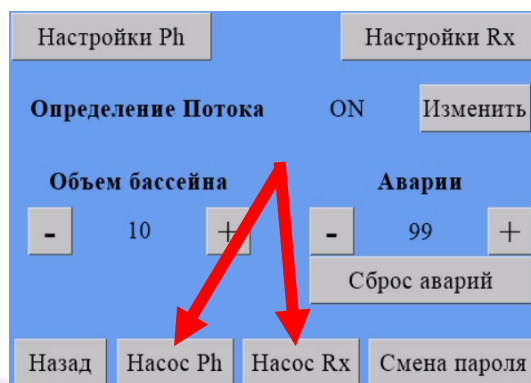 Настройки Ph Настройки Rx
Определение Потока ON Изменить
Объем бассейна Аварии
- 10 + - 99 +
Сброс аварий
Назад Насос Ph Насос Rx Смена пароля